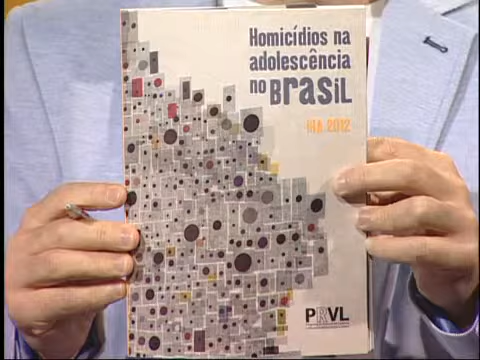 Homicídios na
adolescência
no BrasiL
IHA 2012
PRVL